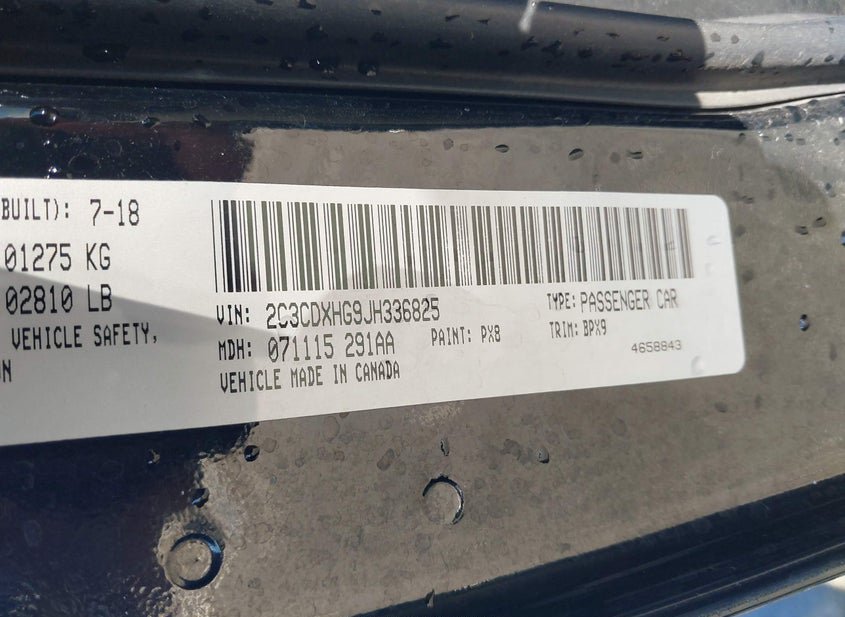 BUILT): 7-18
01275 KG
02810 LB
VEHICLE SAFETY,
ON
VIN: 2C3CDXHG9JH336825
TYPE: PASSENGER CAR
MDH: 071115 291AA
PAINT: PX8
TRIM: BPX9
VEHICLE MADE IN CANADA
4658843